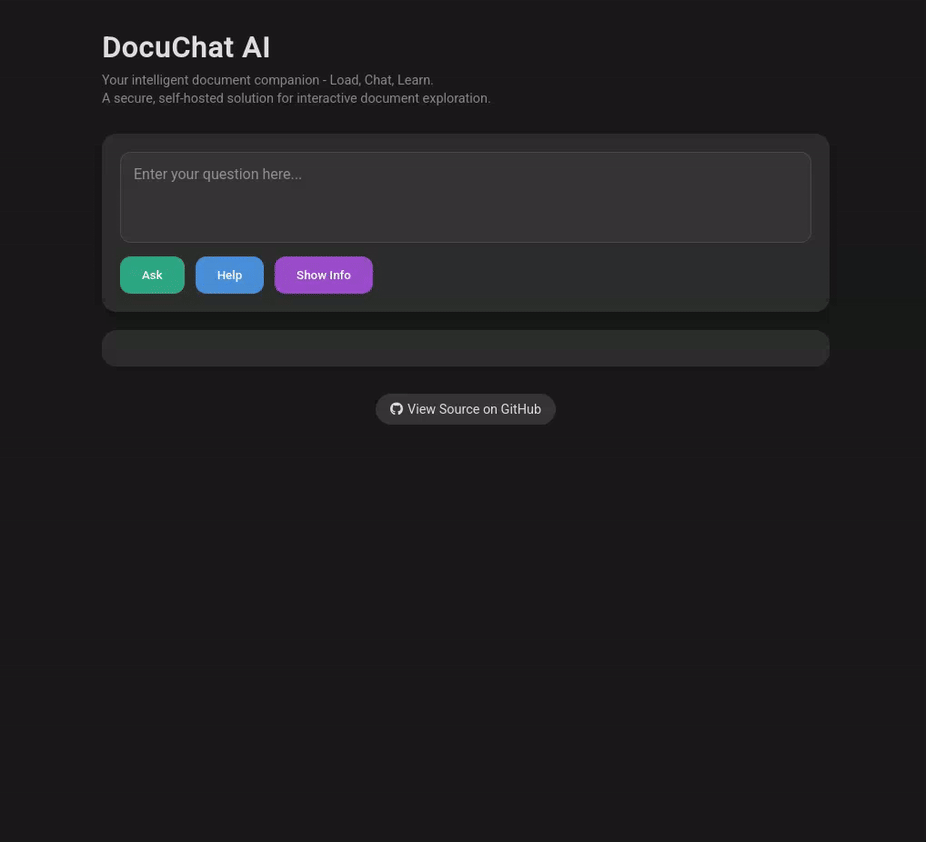 DocuChat AI
Your intelligent document companion - Load, Chat, Learn.
A secure, self-hosted solution for interactive document exploration.
Enter your question here...
Ask
Help
Show Info
View Source on GitHub